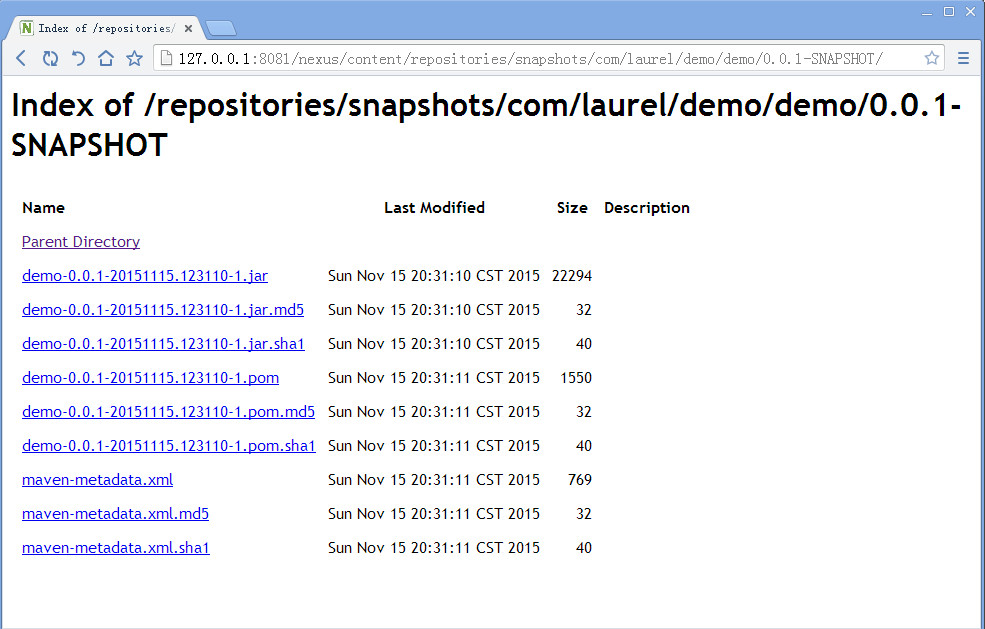 Index of /repositories/
127.0.0.1:8081/nexus/content/repositories/snapshots/com/laurel/demo/demo/0.0.1-SNAPSHOT/
Index of /repositories/snapshots/com/laurel/demo/demo/0.0.1-
SNAPSHOT
Name Last Modified Size Description
Parent Directory
demo-0.0.1-20151115.123110-1.jar Sun Nov 15 20:31:10 CST 2015 22294
demo-0.0.1-20151115.123110-1.jar.md5 Sun Nov 15 20:31:10 CST 2015 32
demo-0.0.1-20151115.123110-1.jar.sha1 Sun Nov 15 20:31:10 CST 2015 40
demo-0.0.1-20151115.123110-1.pom Sun Nov 15 20:31:11 CST 2015 1550
demo-0.0.1-20151115.123110-1.pom.md5 Sun Nov 15 20:31:11 CST 2015 32
demo-0.0.1-20151115.123110-1.pom.sha1 Sun Nov 15 20:31:11 CST 2015 40
maven-metadata.xml Sun Nov 15 20:31:11 CST 2015 769
maven-metadata.xml.md5 Sun Nov 15 20:31:11 CST 2015 32
maven-metadata.xml.sha1 Sun Nov 15 20:31:11 CST 2015 40